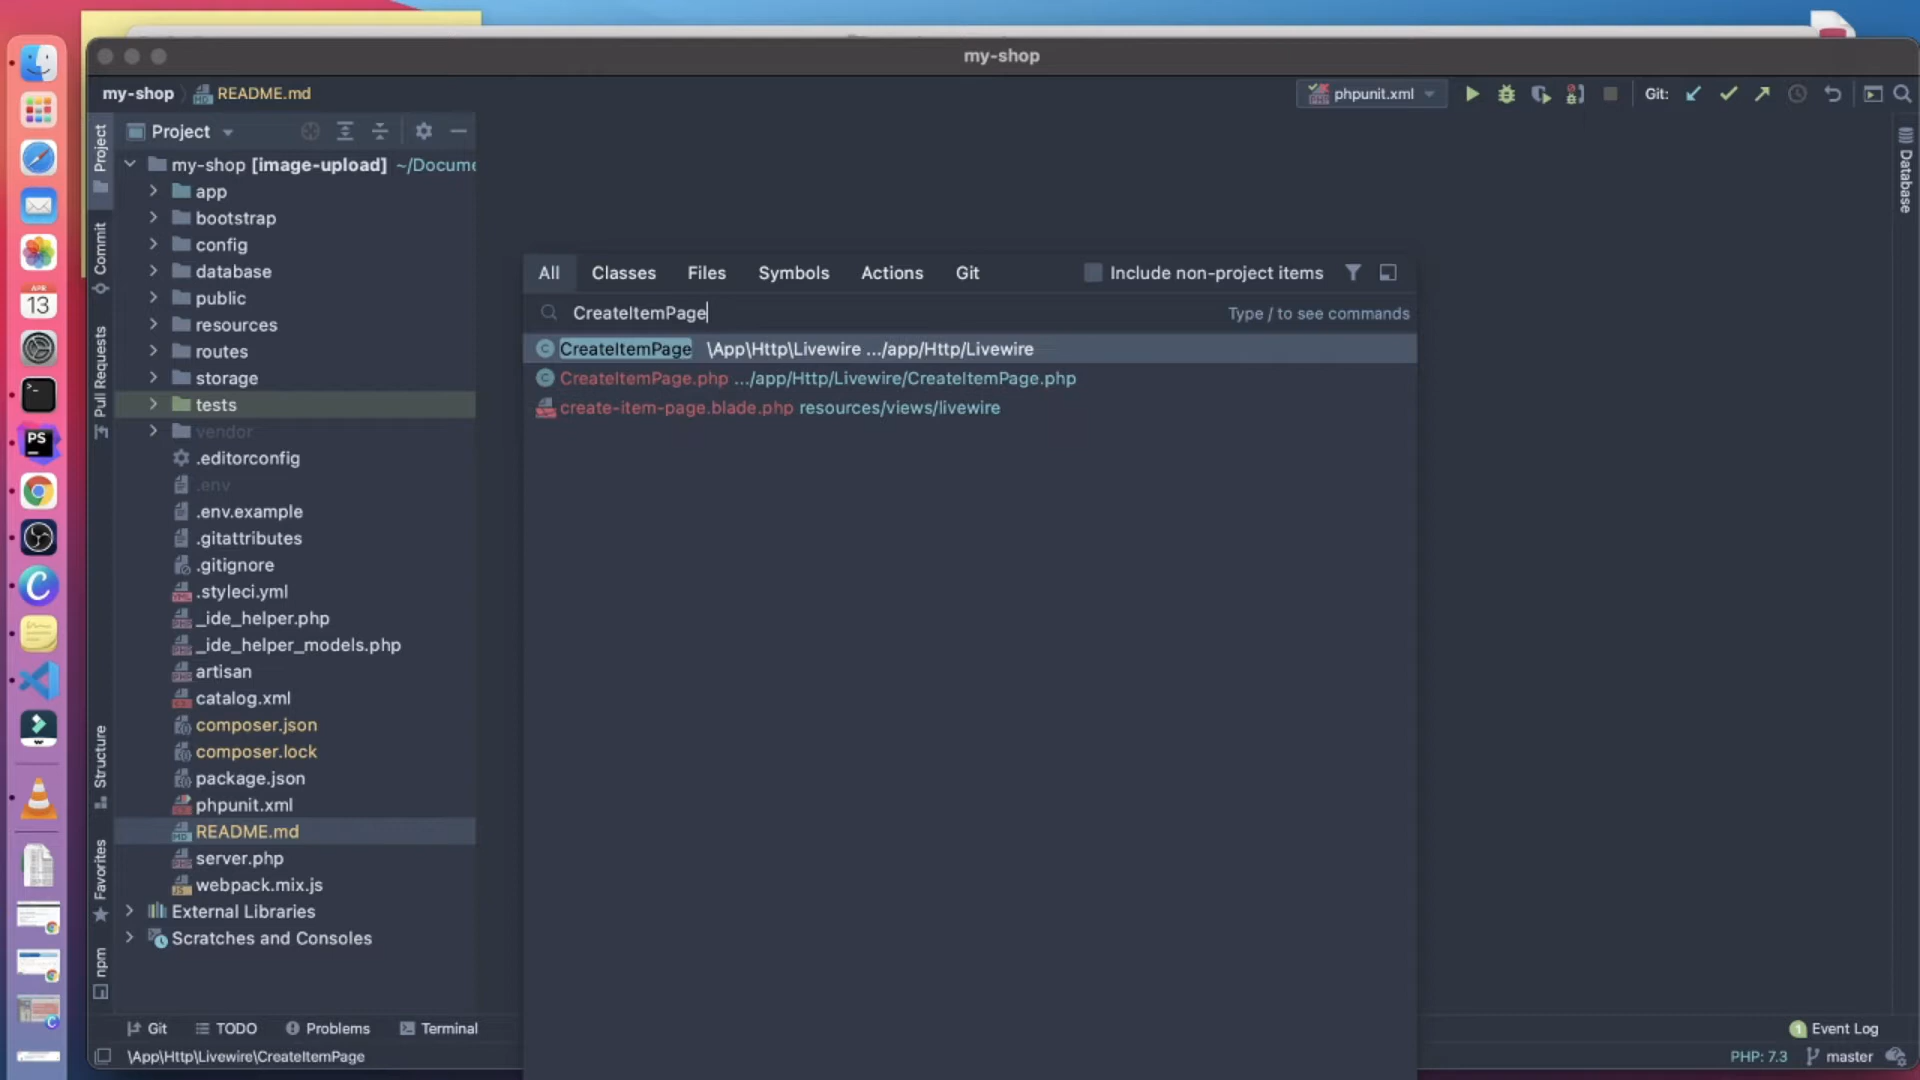 my-shop
my-shop
README.md
phpunit.xml
Git:
Project
my-shop [image-upload] ~/Docume
app
bootstrap
config
database
public
resources
routes
storage
tests
vendor
.editorconfig
.env
.env.example
.gitattributes
.gitignore
.styleci.yml
_ide_helper.php
_ide_helper_models.php
artisan
catalog.xml
composer.json
composer.lock
package.json
phpunit.xml
README.md
server.php
webpack.mix.js
External Libraries
Scratches and Consoles
Project
Commit
Pull Requests
Structure
Favorites
npm
All Classes Files Symbols Actions Git
Include non-project items
CreateItemPage
Type / to see commands
CreateItemPage \App\Http\Livewire .../app/Http/Livewire
CreateItemPage.php .../app/Http/Livewire/CreateItemPage.php
create-item-page.blade.php resources/views/livewire
Database
Git
TODO
Problems
Terminal
1 Event Log
\App\Http\Livewire\CreateItemPage
PHP: 7.3
master
APR
13
PS